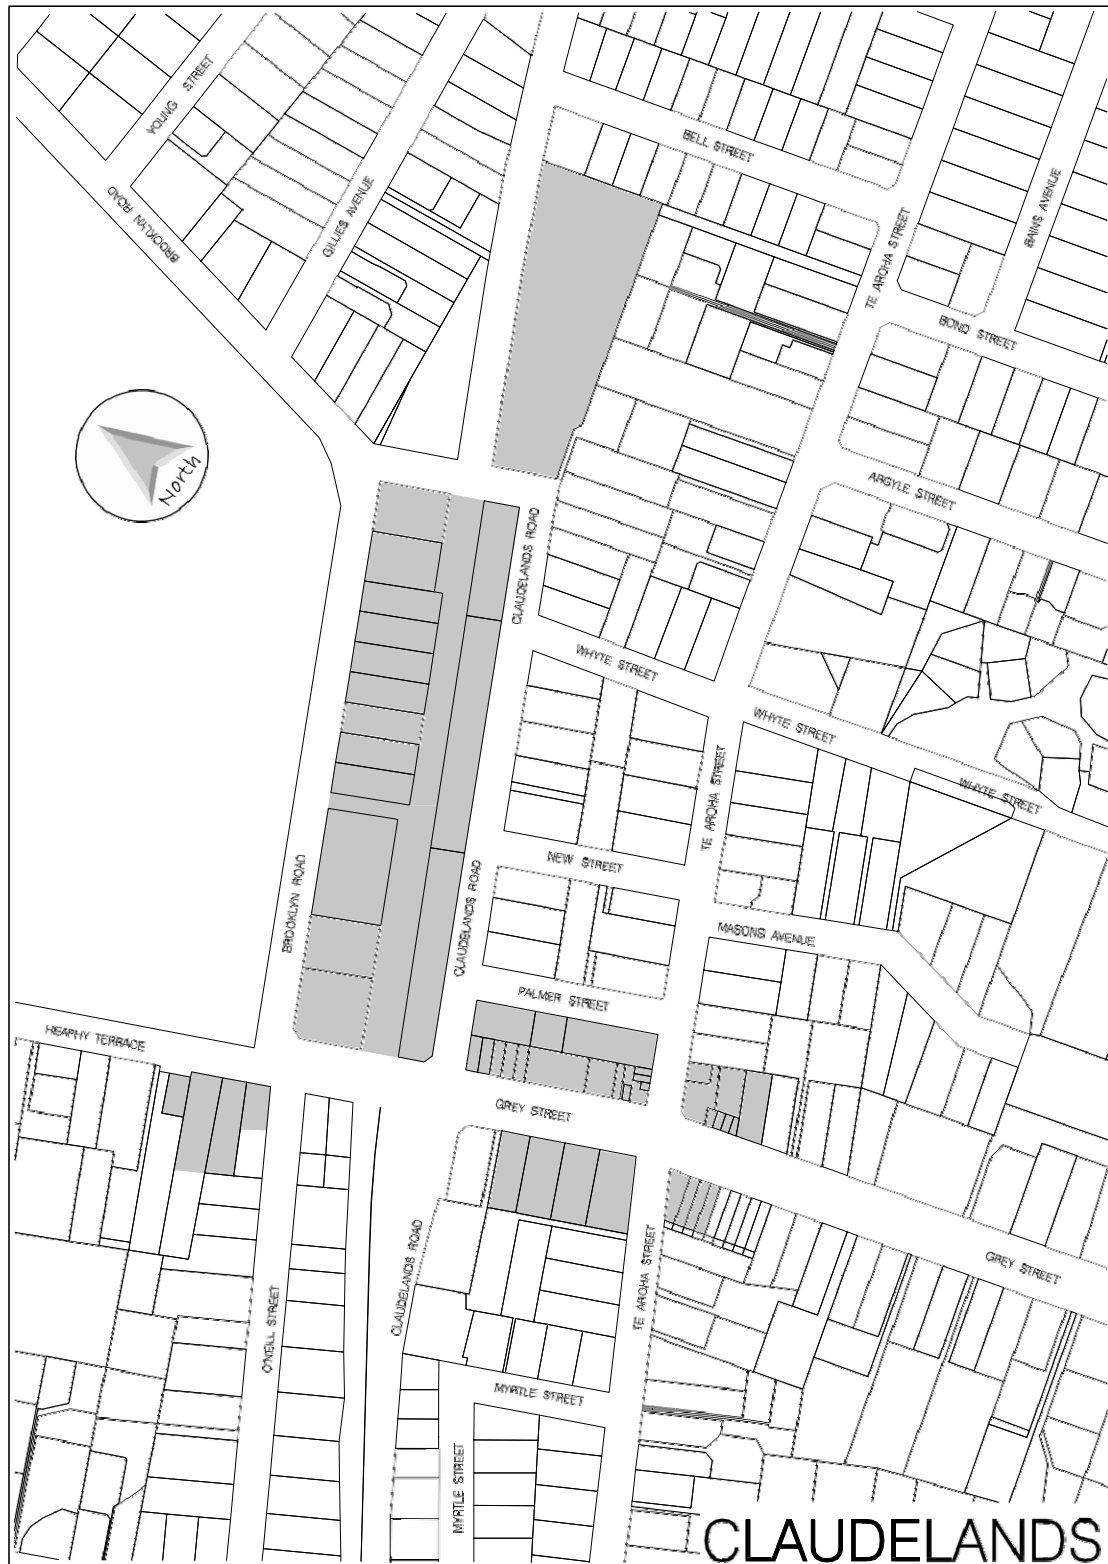 YOUNG STREET
BELL STREET
BROOKLYN ROAD
GILLIES AVENUE
BAINS AVENUE
TE AROHA STREET
BOND STREET
North
ARGYLE STREET
CLAUDELANDS ROAD
WHYTE STREET
WHYTE STREET
WHYTE STREET
TE AROHA STREET
NEW STREET
BROOKLYN ROAD
CLAUDELANDS ROAD
MASONS AVENUE
PALMER STREET
HEAPHY TERRACE
GREY STREET
CLAUDELANDS ROAD
TE AROHA STREET
GREY STREET
O'NEILL STREET
MYRTLE STREET
MYRTLE STREET
CLAUDELANDS